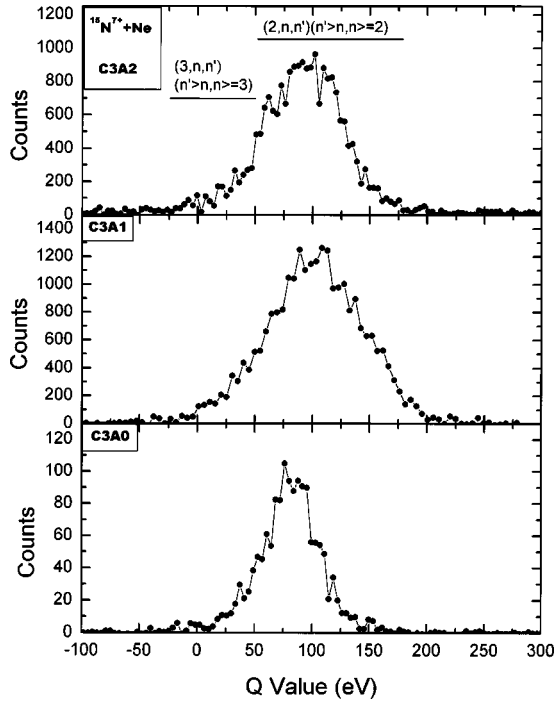 ¹⁵N⁷⁺+Ne
C3A2
(2,n,n')(n'>n,n>=2)
(3,n,n')
(n'>n,n>=3)
1200
1000
800
600
400
200
0
Counts
C3A1
1400
1200
1000
800
600
400
200
0
Counts
C3A0
120
100
80
60
40
20
0
Counts
-100 -50 0 50 100 150 200 250 300
Q Value (eV)